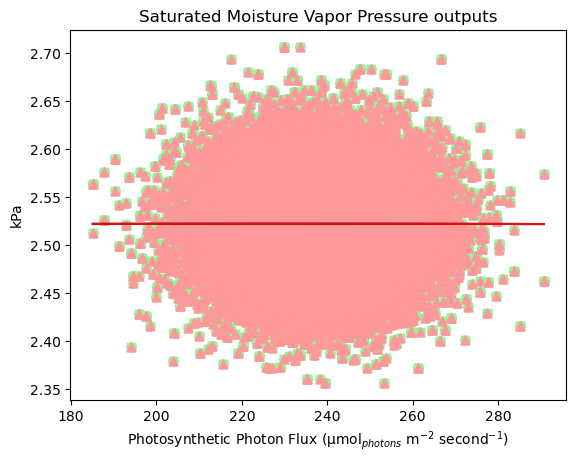 Saturated Moisture Vapor Pressure outputs
2.70
2.65
2.60
2.55
2.50
2.45
2.40
2.35
kPa
180 200 220 240 260 280
Photosynthetic Photon Flux (μmol$_{photons}$ m$^{-2}$ second$^{-1}$)